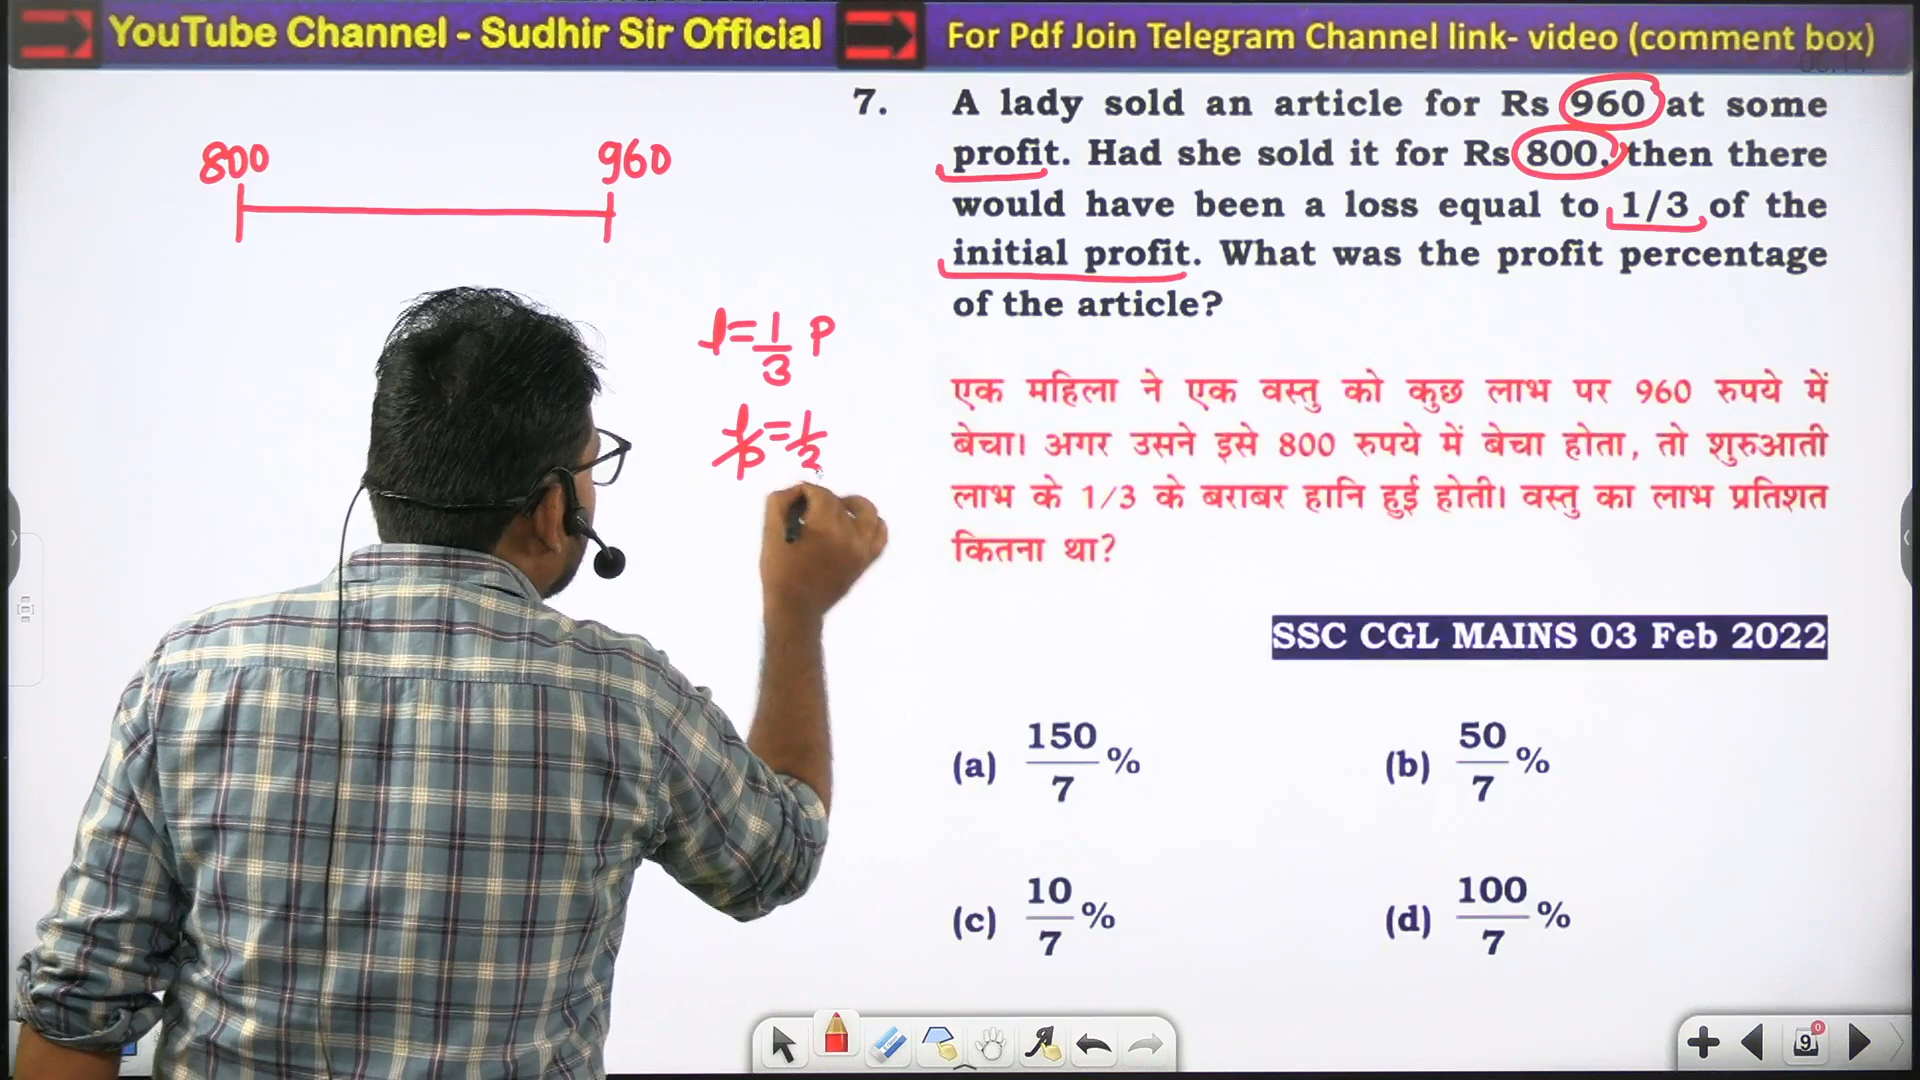 YouTube Channel - Sudhir Sir Official
For Pdf Join Telegram Channel link- video (comment box)
800
960
l = 1/3 P
l/p = 1/3
7. A lady sold an article for Rs 960 at some
profit. Had she sold it for Rs 800, then there
would have been a loss equal to 1/3 of the
initial profit. What was the profit percentage
of the article?
एक महिला ने एक वस्तु को कुछ लाभ पर 960 रुपये में
बेचा। अगर उसने इसे 800 रुपये में बेचा होता, तो शुरुआती
लाभ के 1/3 के बराबर हानि हुई होती। वस्तु का लाभ प्रतिशत
कितना था?
SSC CGL MAINS 03 Feb 2022
(a) 150/7 %
(b) 50/7 %
(c) 10/7 %
(d) 100/7 %
9
0